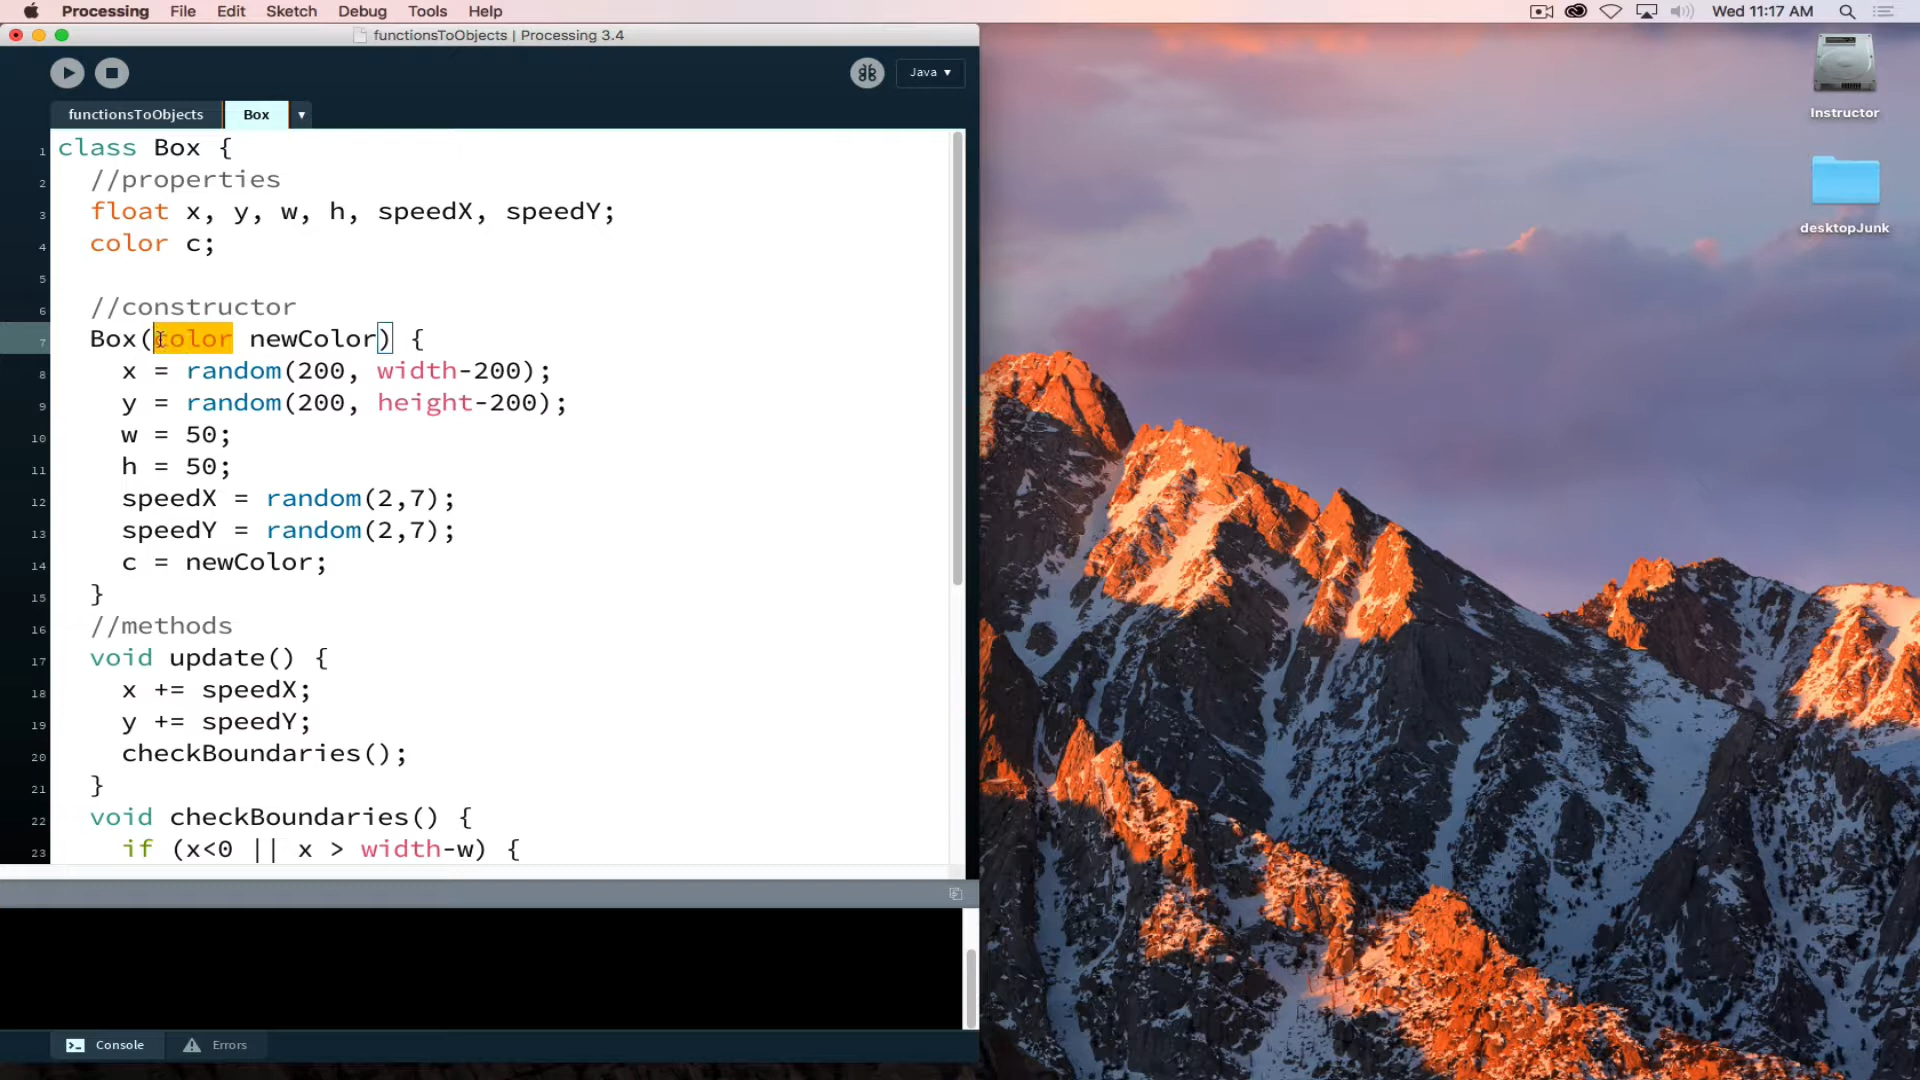 Processing File Edit Sketch Debug Tools Help Wed 11:17 AM
functionsToObjects | Processing 3.4
Java ▾
functionsToObjects Box ▾
1 class Box {
2 //properties
3 float x, y, w, h, speedX, speedY;
4 color c;
5
6 //constructor
7 Box(color newColor) {
8 x = random(200, width-200);
9 y = random(200, height-200);
10 w = 50;
11 h = 50;
12 speedX = random(2,7);
13 speedY = random(2,7);
14 c = newColor;
15 }
16 //methods
17 void update() {
18 x += speedX;
19 y += speedY;
20 checkBoundaries();
21 }
22 void checkBoundaries() {
23 if (x<0 || x > width-w) {
Console Errors
Instructor
desktopJunk